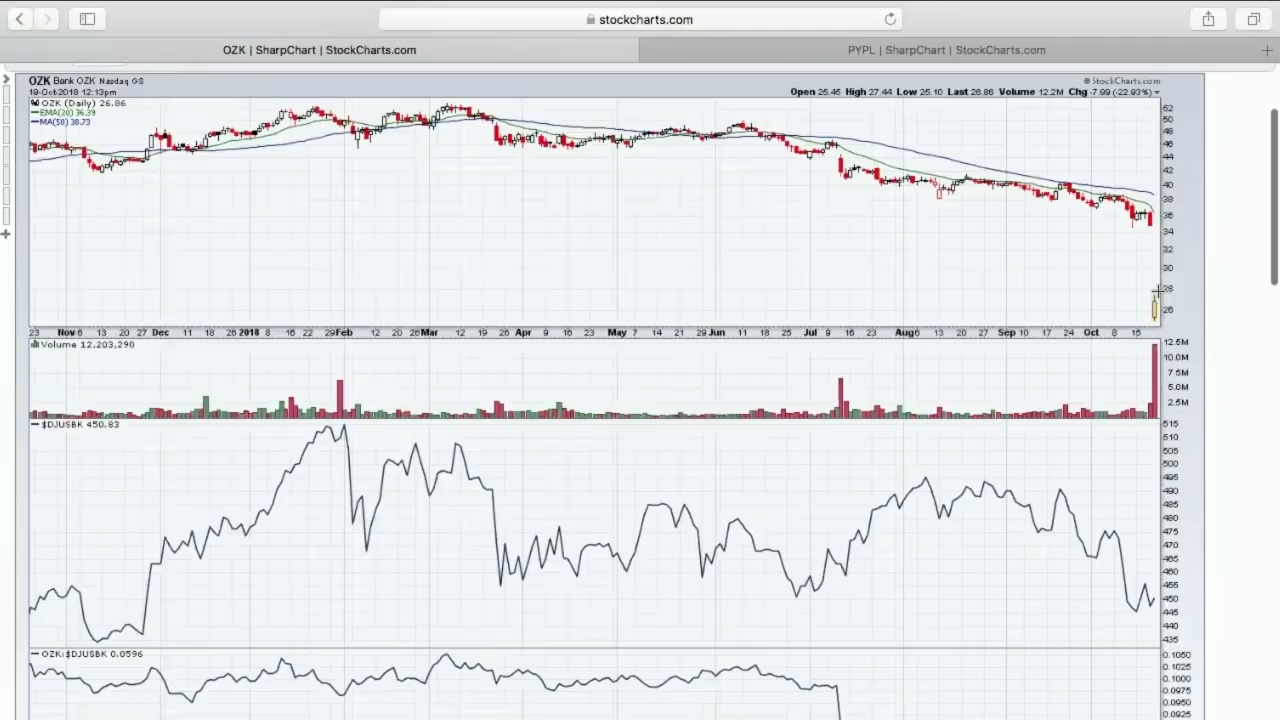 stockcharts.com
OZK | SharpChart | StockCharts.com
PYPL | SharpChart | StockCharts.com
OZK Bank OZK Nasdaq GS
© StockCharts.com
19-Oct-2018 12:13pm
Open 25.45 High 27.44 Low 25.10 Last 26.86 Volume 12.2M Chg -7.99 (-22.93%)
OZK (Daily) 26.86
EMA(20) 36.39
MA(50) 38.73
52
50
48
46
44
42
40
38
36
34
32
30
28
26
23 Nov 6 13 20 27 Dec 11 18 26 2018 8 16 22 29 Feb 12 20 26 Mar 12 19 26 Apr 9 16 23 May 7 14 21 29 Jun 11 18 25 Jul 9 16 23 Aug 6 13 20 27 Sep 10 17 24 Oct 8 15
Volume 12,203,290
12.5M
10.0M
7.5M
5.0M
2.5M
$DJUSBK 450.83
515
510
505
500
495
490
485
480
475
470
465
460
455
450
445
440
435
OZK:$DJUSBK 0.0596
0.1050
0.1025
0.1000
0.0975
0.0950
0.0925